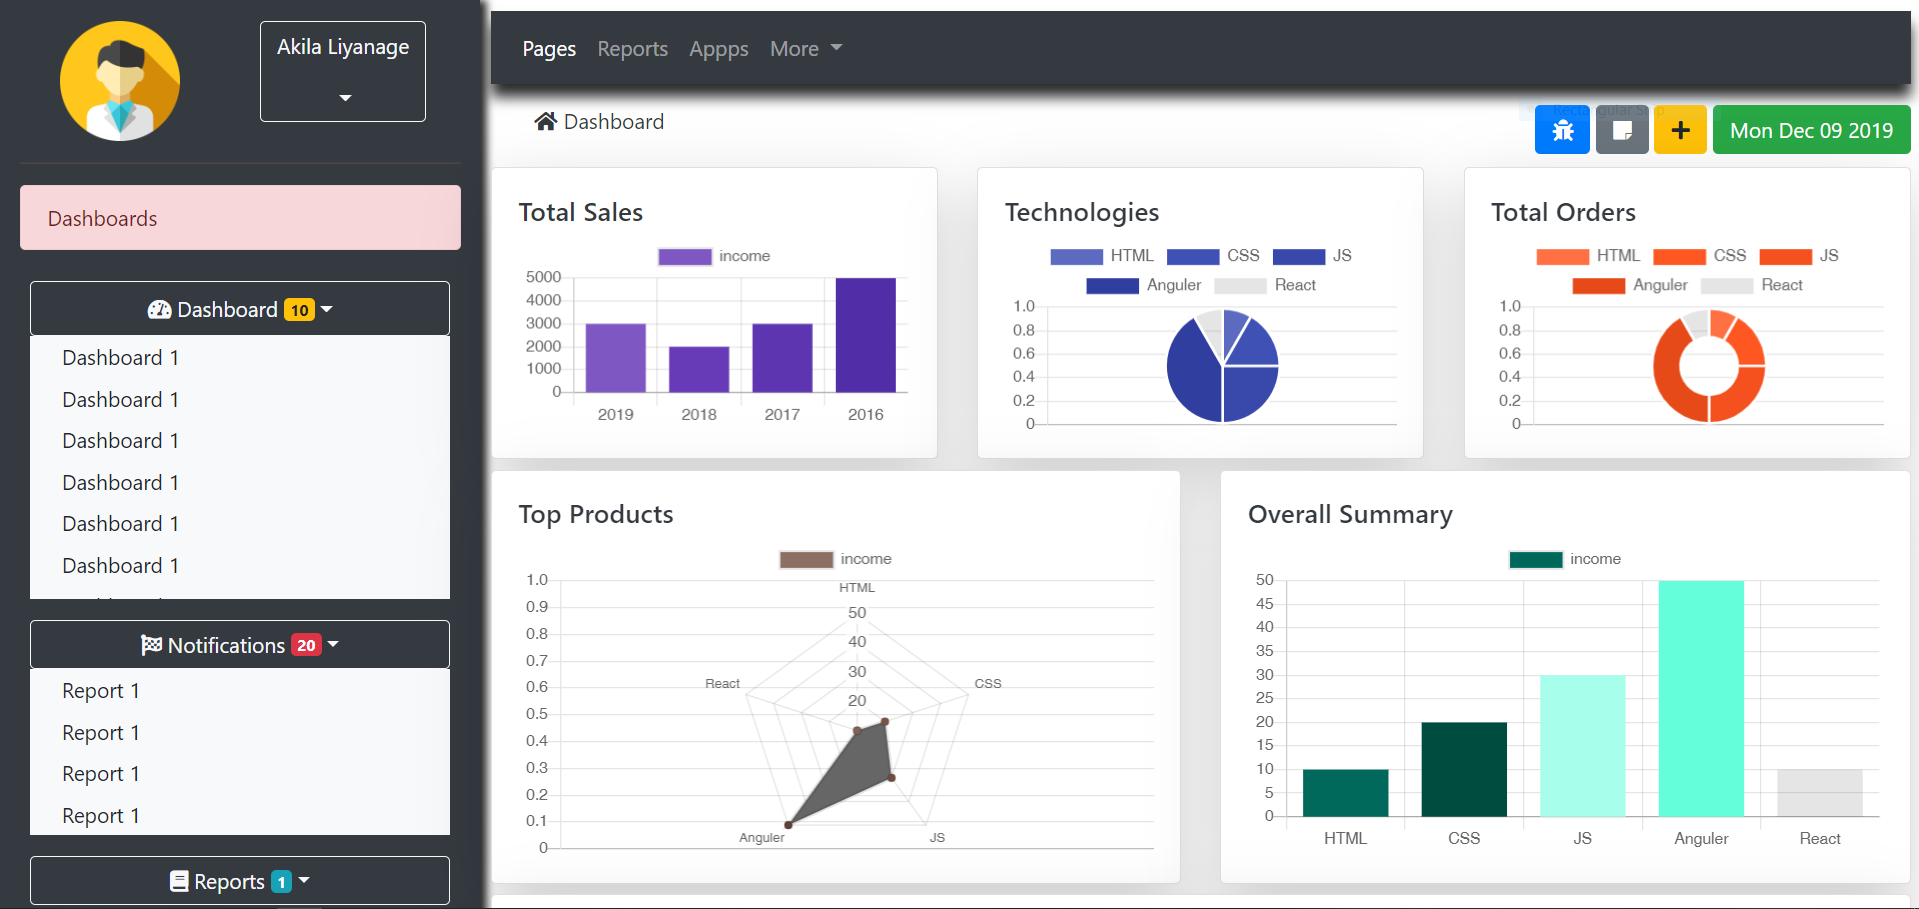 Akila Liyanage
Dashboards
Dashboard 10
Dashboard 1
Dashboard 1
Dashboard 1
Dashboard 1
Dashboard 1
Dashboard 1
Notifications 20
Report 1
Report 1
Report 1
Report 1
Reports 1
Pages Reports Appps More
Dashboard
Rectangular Snip
Mon Dec 09 2019
Total Sales
income
5000
4000
3000
2000
1000
0
2019 2018 2017 2016
Technologies
HTML CSS JS
Anguler React
1.0
0.8
0.6
0.4
0.2
0
Total Orders
HTML CSS JS
Anguler React
1.0
0.8
0.6
0.4
0.2
0
Top Products
income
1.0
0.9
0.8
0.7
0.6
0.5
0.4
0.3
0.2
0.1
0
HTML
50
40
30
20
React CSS
Anguler JS
Overall Summary
income
50
45
40
35
30
25
20
15
10
5
0
HTML CSS JS Anguler React